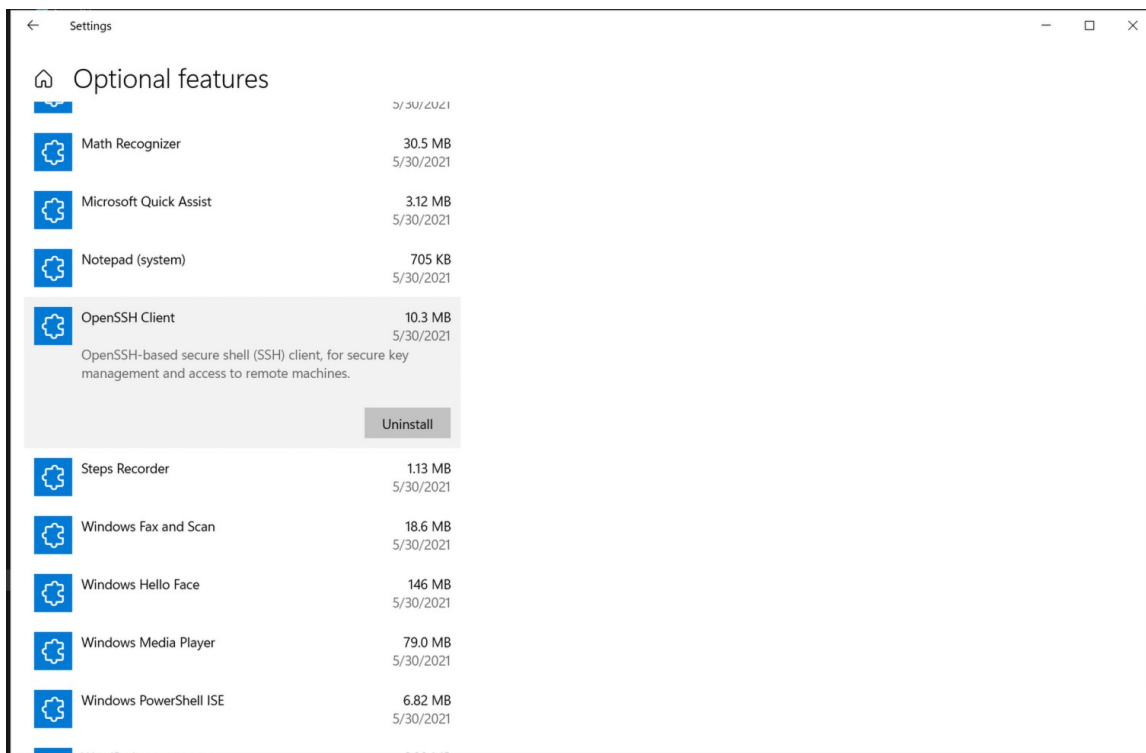 Settings
Optional features
5/30/2021
Math Recognizer 30.5 MB
5/30/2021
Microsoft Quick Assist 3.12 MB
5/30/2021
Notepad (system) 705 KB
5/30/2021
OpenSSH Client 10.3 MB
5/30/2021
OpenSSH-based secure shell (SSH) client, for secure key
management and access to remote machines.
Uninstall
Steps Recorder 1.13 MB
5/30/2021
Windows Fax and Scan 18.6 MB
5/30/2021
Windows Hello Face 146 MB
5/30/2021
Windows Media Player 79.0 MB
5/30/2021
Windows PowerShell ISE 6.82 MB
5/30/2021